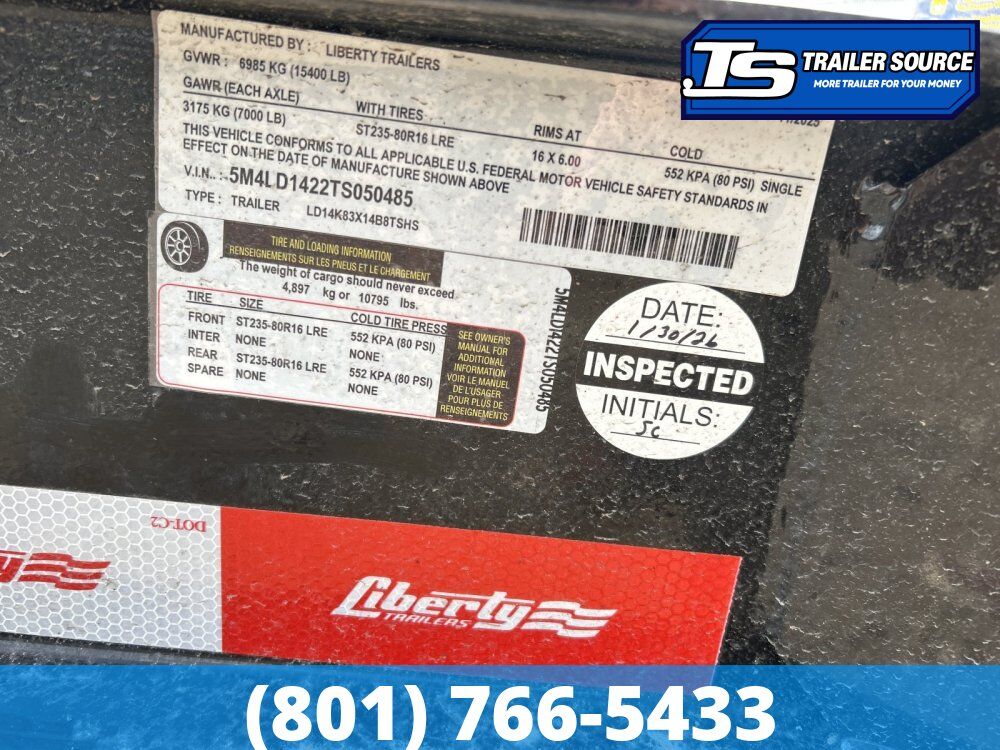 MANUFACTURED BY : LIBERTY TRAILERS
GVWR : 6985 KG (15400 LB)
GAWR (EACH AXLE) WITH TIRES RIMS AT COLD
3175 KG (7000 LB) ST235-80R16 LRE 16 X 6.00 552 KPA (80 PSI) SINGLE
THIS VEHICLE CONFORMS TO ALL APPLICABLE U.S. FEDERAL MOTOR VEHICLE SAFETY STANDARDS IN
EFFECT ON THE DATE OF MANUFACTURE SHOWN ABOVE
V.I.N.. : 5M4LD1422TS050485
TYPE : TRAILER LD14K83X14B8TSHS
TS TRAILER SOURCE
MORE TRAILER FOR YOUR MONEY
TIRE AND LOADING INFORMATION
RENSEIGNEMENTS SUR LES PNEUS ET LE CHARGEMENT
The weight of cargo should never exceed
4,897 kg or 10795 lbs.
TIRE SIZE COLD TIRE PRESS
FRONT ST235-80R16 LRE 552 KPA (80 PSI)
INTER NONE NONE
REAR ST235-80R16 LRE 552 KPA (80 PSI)
SPARE NONE NONE
SEE OWNER'S
MANUAL FOR
ADDITIONAL
INFORMATION
VOIR LE MANUEL
DE L'USAGER
POUR PLUS DE
RENSEIGNEMENTS
5M4LD1422TS050485
DATE:
1/30/26
INSPECTED
INITIALS:
SC
DOT-C2
Liberty
TRAILERS
(801) 766-5433